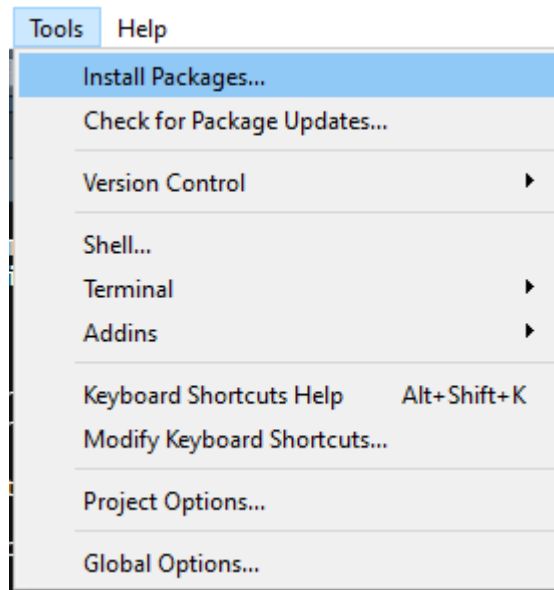 Tools Help
Install Packages...
Check for Package Updates...
Version Control
Shell...
Terminal
Addins
Keyboard Shortcuts Help Alt+Shift+K
Modify Keyboard Shortcuts...
Project Options...
Global Options...